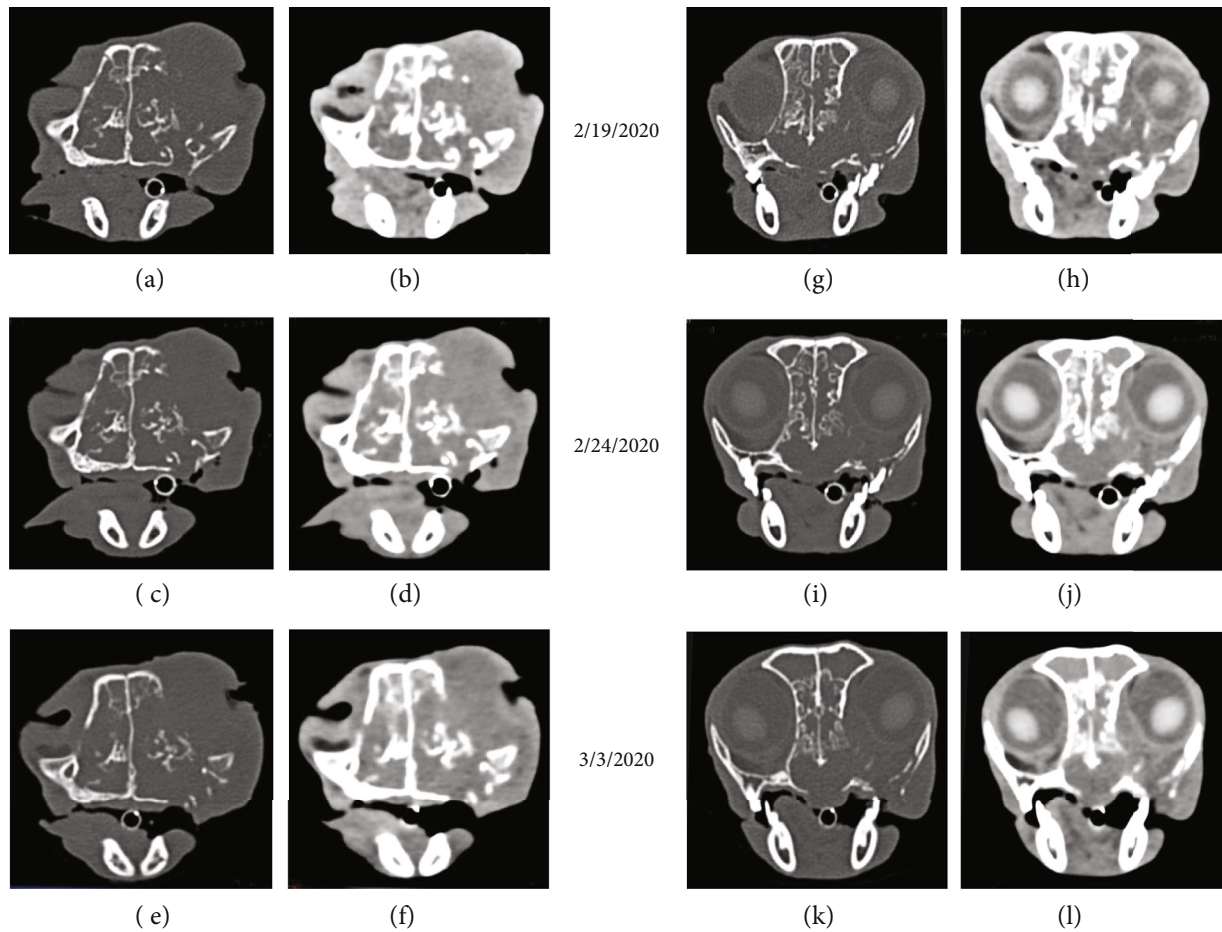 (a) (b) (g) (h)
2/19/2020
( c) (d) (i) (j)
2/24/2020
( e) (f) (k) (l)
3/3/2020